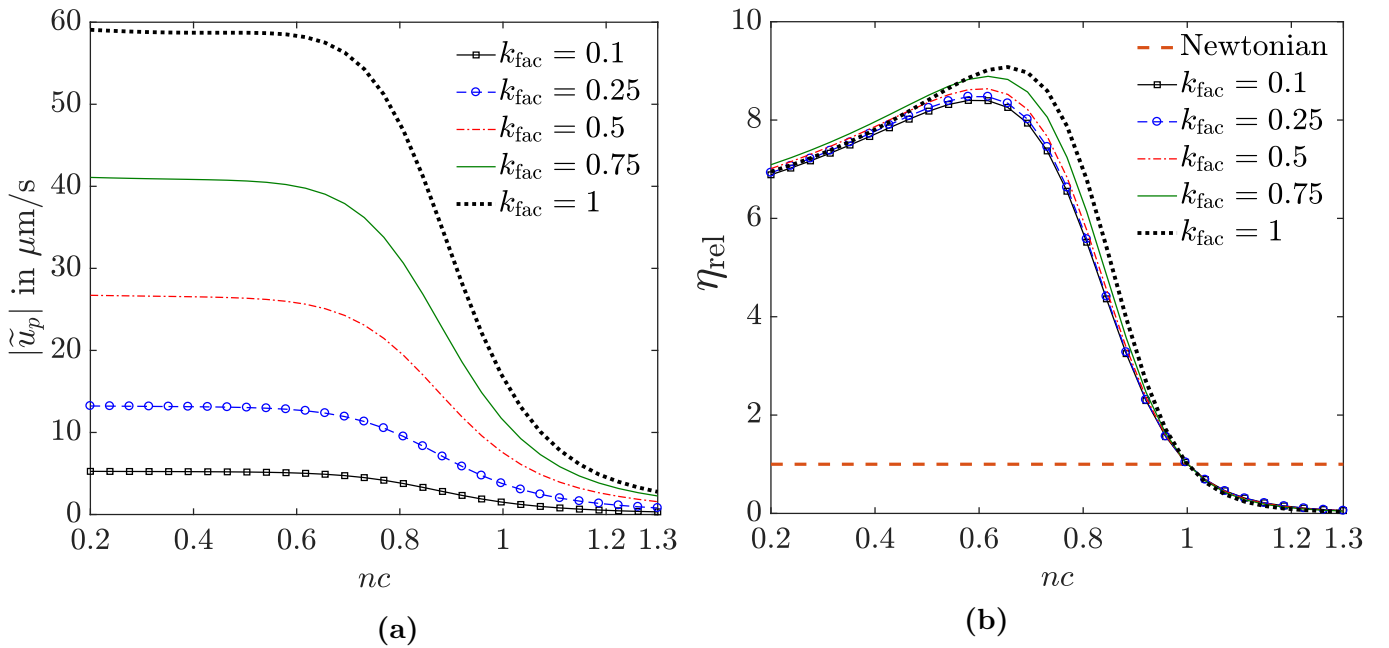 60
50
40
30
20
10
0
0.2
0.4
0.6
0.8
1
1.2
1.3
|ũₚ| in μm/s
nc
k_fac = 0.1
k_fac = 0.25
k_fac = 0.5
k_fac = 0.75
k_fac = 1
(a)
10
8
6
4
2
0
0.2
0.4
0.6
0.8
1
1.2
1.3
η_rel
nc
Newtonian
k_fac = 0.1
k_fac = 0.25
k_fac = 0.5
k_fac = 0.75
k_fac = 1
(b)